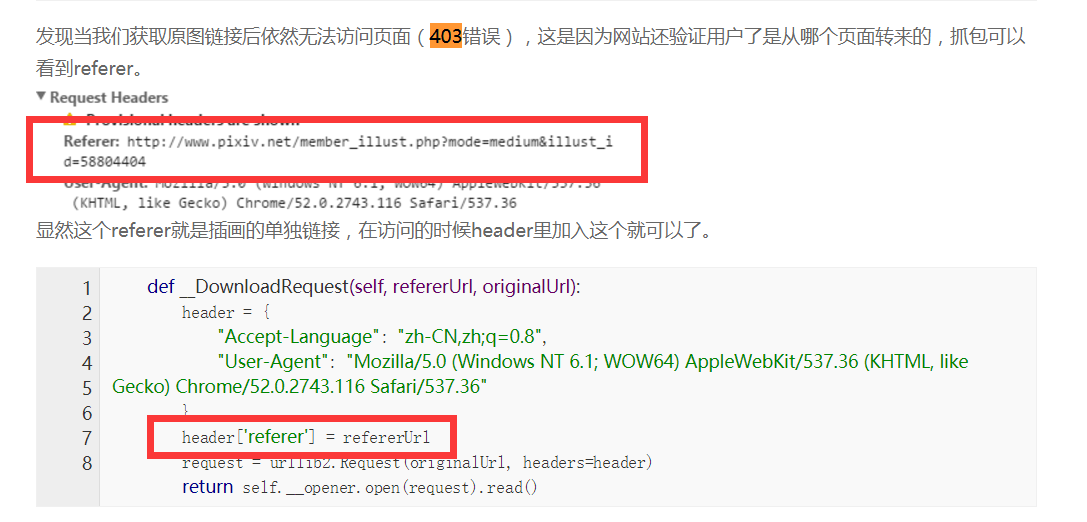 发现当我们获取原图链接后依然无法访问页面（403错误），这是因为网站还验证用户了是从哪个页面转来的，抓包可以
看到referer。
▼ Request Headers
Provisional headers are shown
Referer: http://www.pixiv.net/member_illust.php?mode=medium&illust_i
d=58804404
User-Agent: Mozilla/5.0 (Windows NT 6.1; WOW64) AppleWebKit/537.36
(KHTML, like Gecko) Chrome/52.0.2743.116 Safari/537.36
显然这个referer就是插画的单独链接，在访问的时候header里加入这个就可以了。
1 def __DownloadRequest(self, refererUrl, originalUrl):
2 header = {
3 "Accept-Language": "zh-CN,zh;q=0.8",
4 "User-Agent": "Mozilla/5.0 (Windows NT 6.1; WOW64) AppleWebKit/537.36 (KHTML, like
5 Gecko) Chrome/52.0.2743.116 Safari/537.36"
6 }
7 header['referer'] = refererUrl
8 request = urllib2.Request(originalUrl, headers=header)
return self.__opener.open(request).read()